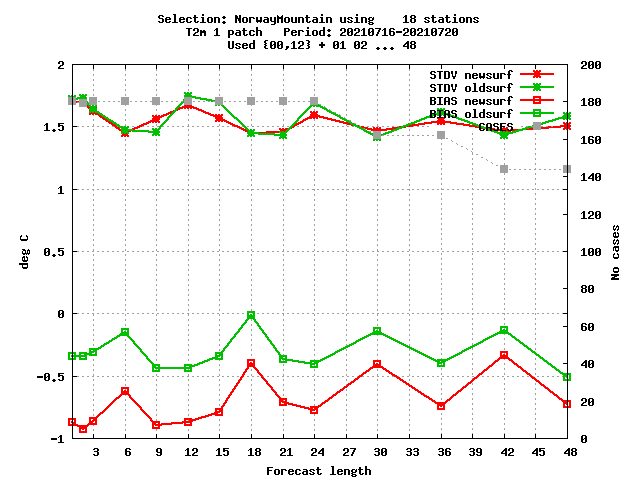 Selection: NorwayMountain using    18 stations
T2m 1 patch   Period: 20210716-20210720
Used {00,12} + 01 02 ... 48
STDV newsurf
STDV oldsurf
BIAS newsurf
BIAS oldsurf
CASES
2
1.5
1
0.5
0
-0.5
-1
deg C
200
180
160
140
120
100
80
60
40
20
0
No cases
3 6 9 12 15 18 21 24 27 30 33 36 39 42 45 48
Forecast length